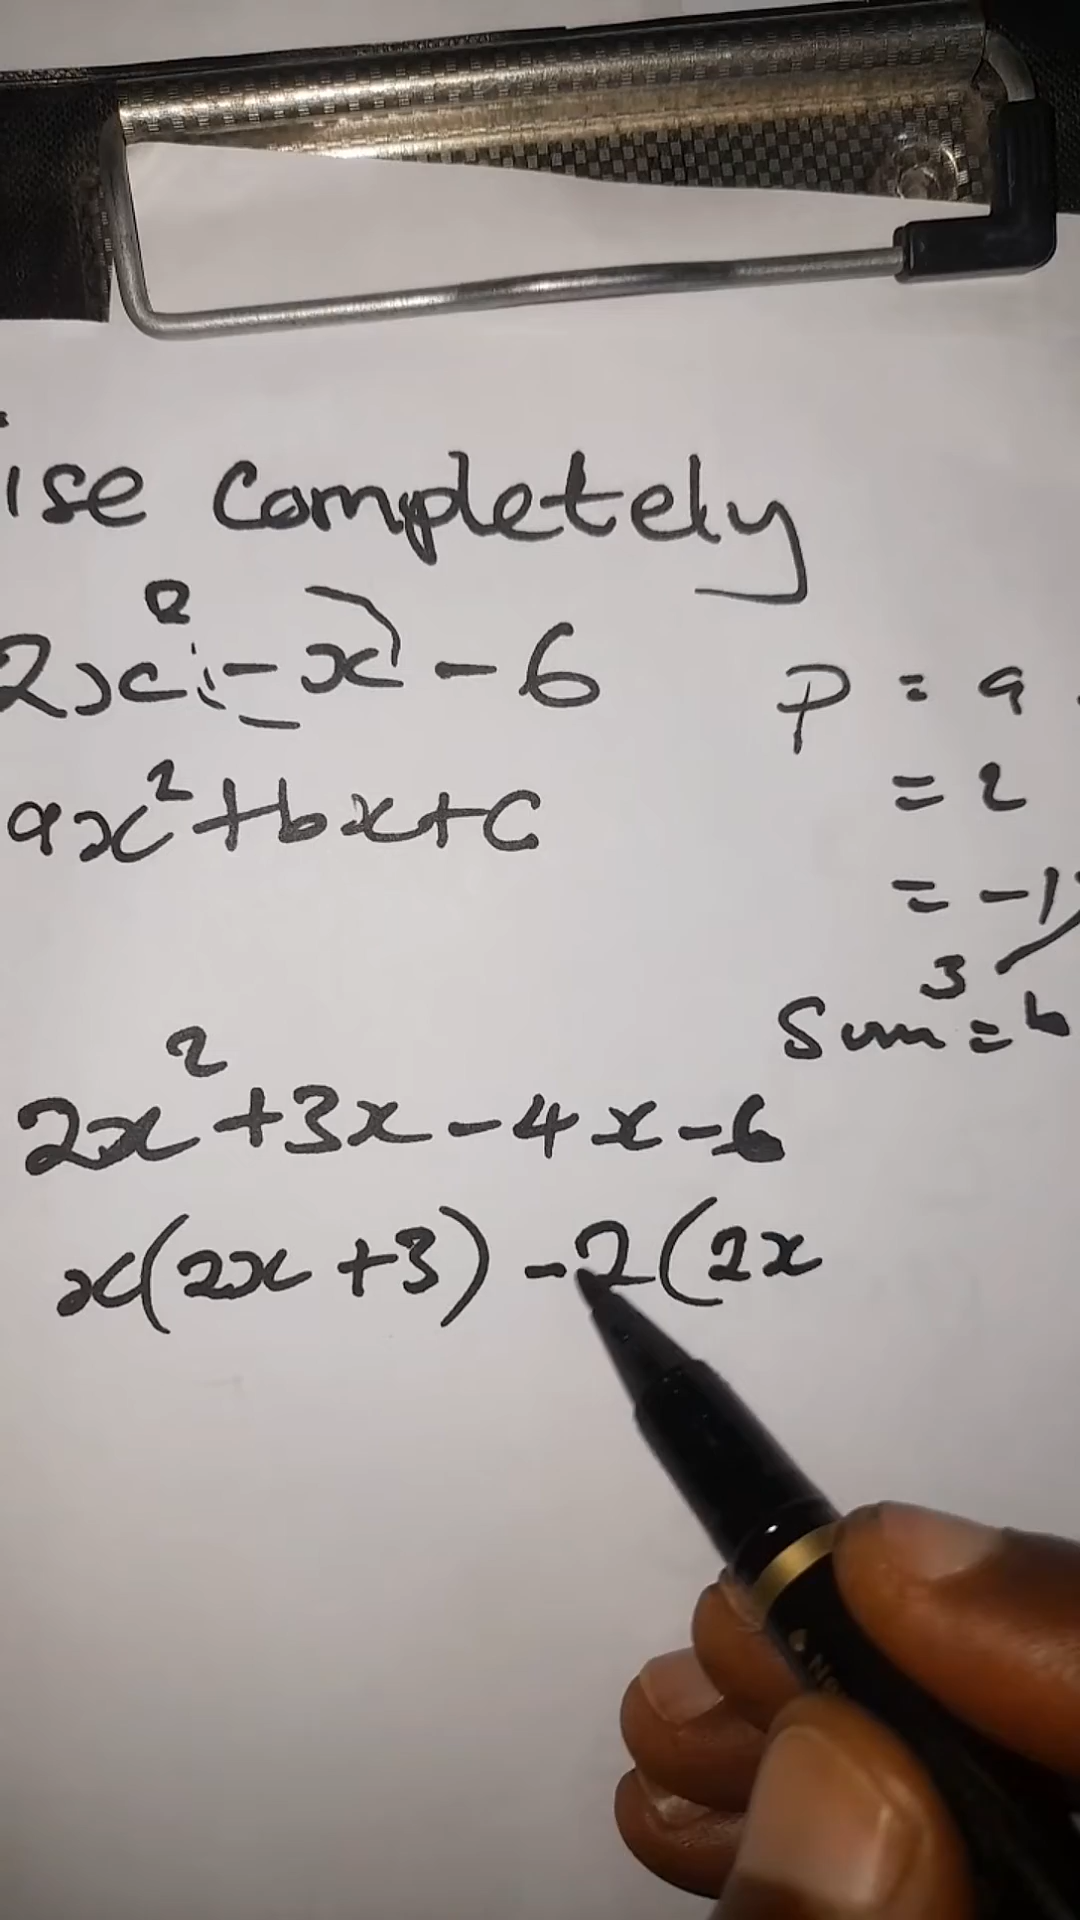 ise completely
2x² - x - 6
ax² + bx + c
p = a
= 2
= -1
3
Sum = b
2x² + 3x - 4x - 6
x(2x + 3) - 2(2x